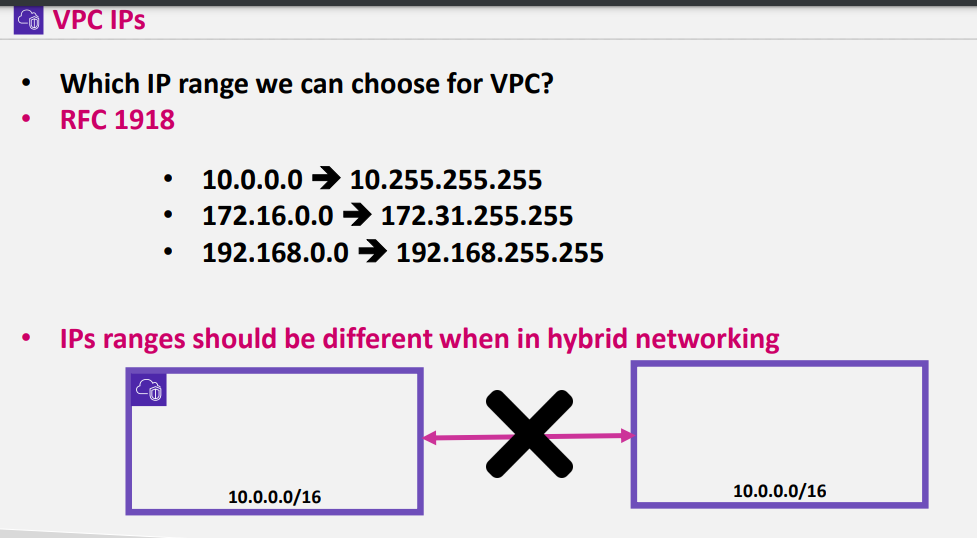 VPC IPs
• Which IP range we can choose for VPC?
• RFC 1918
• 10.0.0.0 ➔ 10.255.255.255
• 172.16.0.0 ➔ 172.31.255.255
• 192.168.0.0 ➔ 192.168.255.255
• IPs ranges should be different when in hybrid networking
10.0.0.0/16
10.0.0.0/16